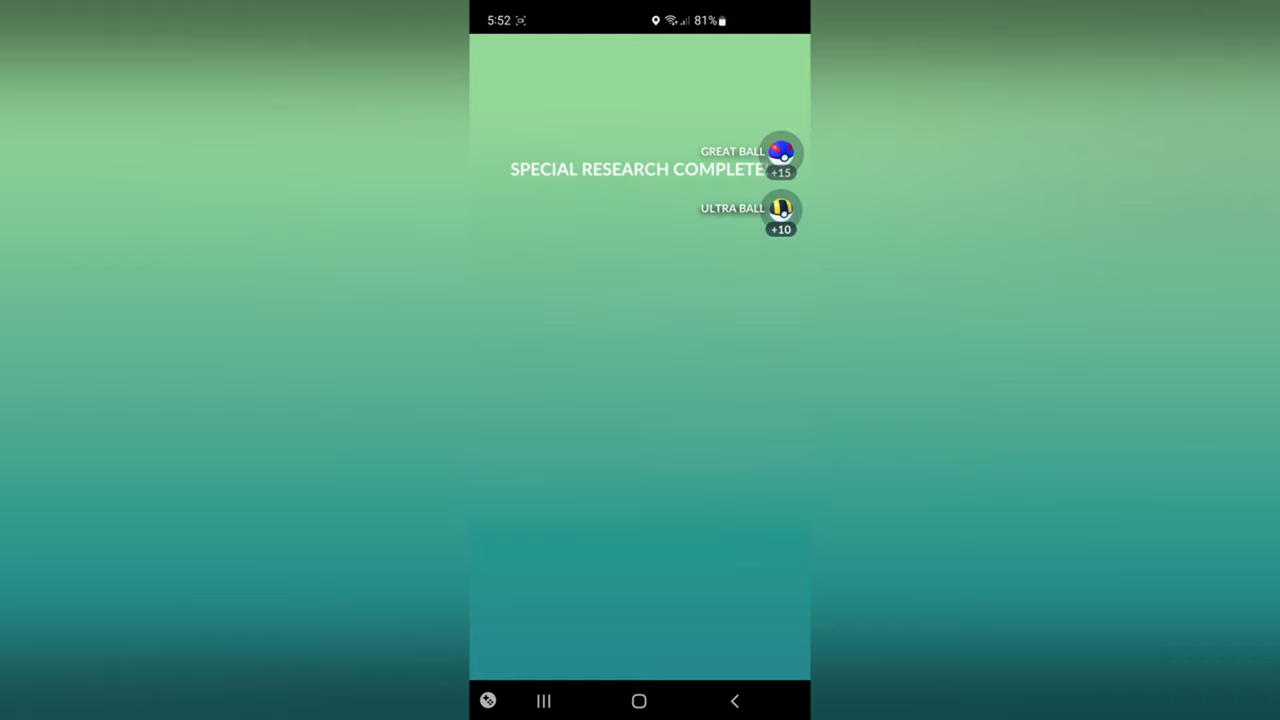 5:52 81%
GREAT BALL
SPECIAL RESEARCH COMPLETE
+15
ULTRA BALL
+10